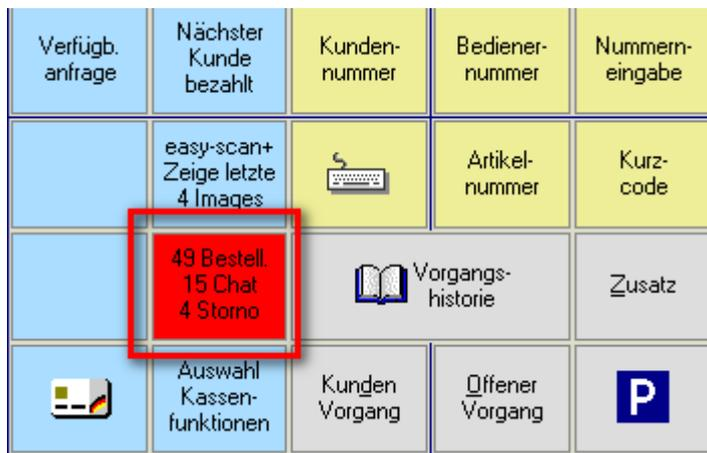 Verfügb.
anfrage
Nächster
Kunde
bezahlt
Kunden-
nummer
Bediener-
nummer
Nummern-
eingabe
easy-scan+
Zeige letzte
4 Images
Artikel-
nummer
Kurz-
code
49 Bestell.
15 Chat
4 Storno
Vorgangs-
historie
Zusatz
Auswahl
Kassen-
funktionen
Kunden
Vorgang
Offener
Vorgang
P